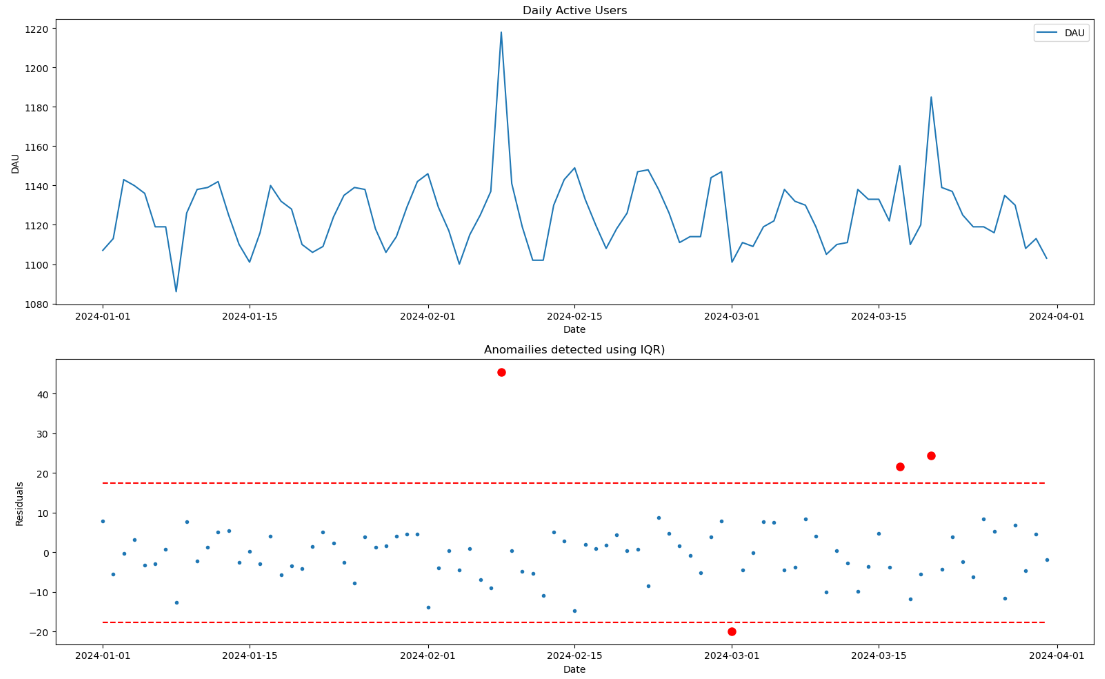 Daily Active Users
DAU
1220
1200
1180
1160
1140
1120
1100
1080
DAU
2024-01-01 2024-01-15 2024-02-01 2024-02-15 2024-03-01 2024-03-15 2024-04-01
Date
Anomailies detected using IQR)
40
30
20
10
0
−10
−20
Residuals
2024-01-01 2024-01-15 2024-02-01 2024-02-15 2024-03-01 2024-03-15 2024-04-01
Date